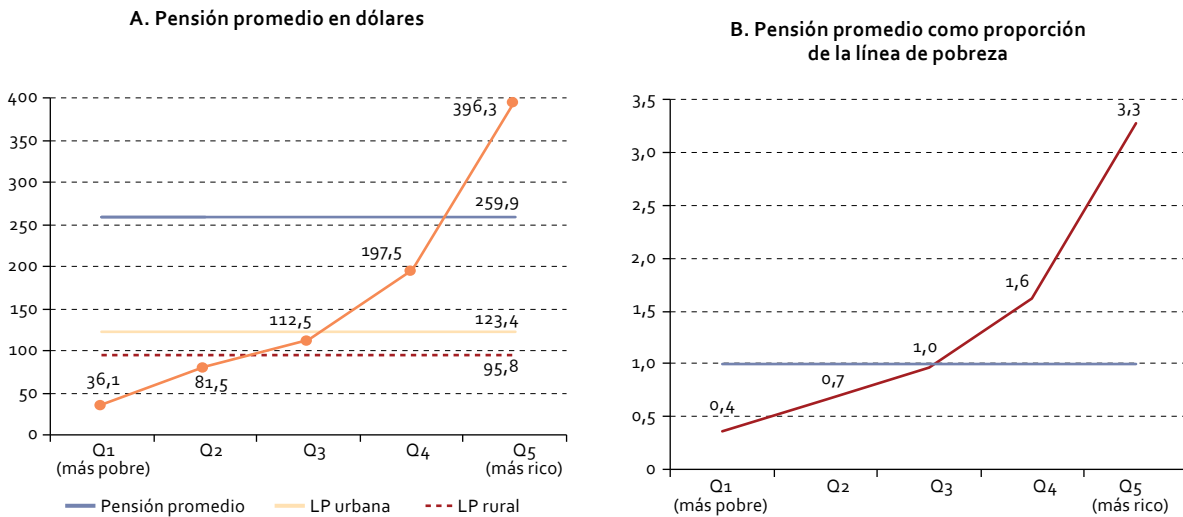 A. Pensión promedio en dólares
400
350
300
250
200
150
100
50
0
36,1
81,5
112,5
197,5
396,3
259,9
123,4
95,8
Q1
(más pobre)
Q2
Q3
Q4
Q5
(más rico)
Pensión promedio
LP urbana
LP rural
B. Pensión promedio como proporción
de la línea de pobreza
3,5
3,0
2,5
2,0
1,5
1,0
0,5
0
0,4
0,7
1,0
1,6
3,3
Q1
(más pobre)
Q2
Q3
Q4
Q5
(más rico)